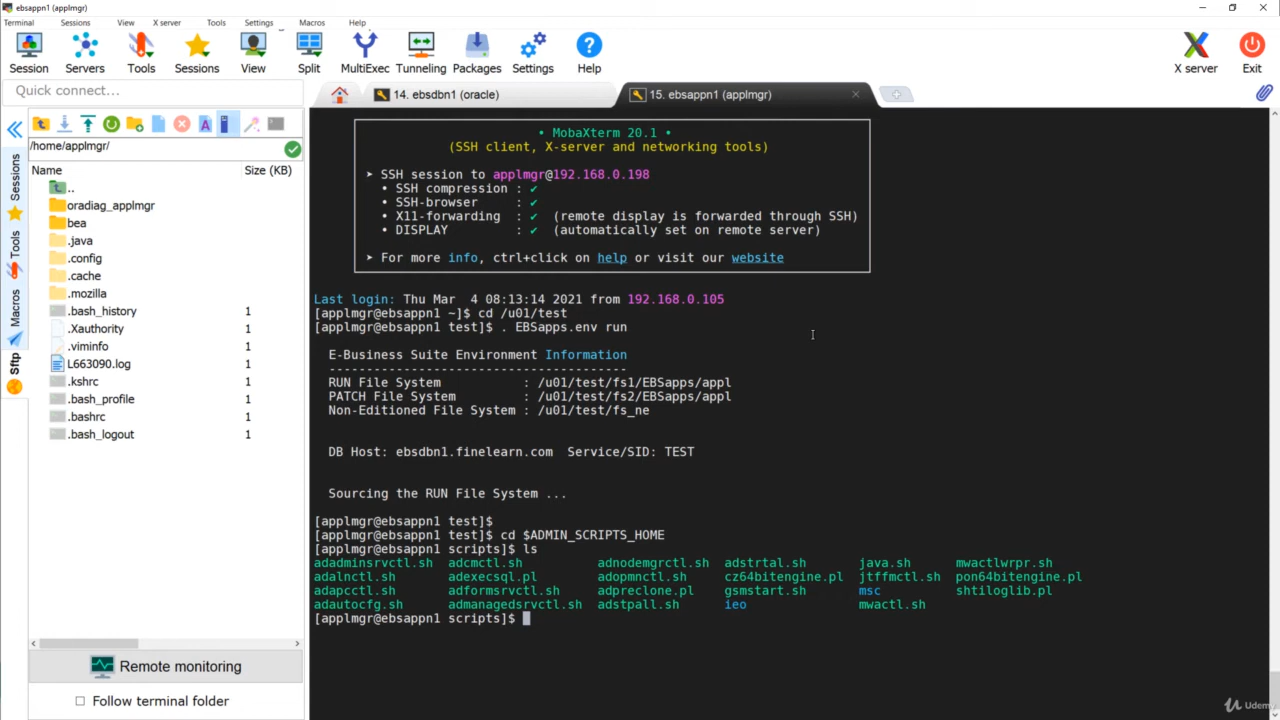 ebsappn1 (applmgr)
Terminal Sessions View X server Tools Settings Macros Help
Session Servers Tools Sessions View Split MultiExec Tunneling Packages Settings Help X server Exit
Quick connect...
14. ebsdbn1 (oracle)
15. ebsappn1 (applmgr)
/home/applmgr/
Name Size (KB)
..
oradiag_applmgr
bea
.java
.config
.cache
.mozilla
.bash_history 1
.Xauthority 1
.viminfo 1
L663090.log 1
.kshrc 1
.bash_profile 1
.bashrc 1
.bash_logout 1
Remote monitoring
Follow terminal folder
Sessions
Tools
Macros
Sftp
• MobaXterm 20.1 •
(SSH client, X-server and networking tools)
➤ SSH session to applmgr@192.168.0.198
• SSH compression : ✔
• SSH-browser : ✔
• X11-forwarding : ✔ (remote display is forwarded through SSH)
• DISPLAY : ✔ (automatically set on remote server)
➤ For more info, ctrl+click on help or visit our website
Last login: Thu Mar 4 08:13:14 2021 from 192.168.0.105
[applmgr@ebsappn1 ~]$ cd /u01/test
[applmgr@ebsappn1 test]$ . EBSapps.env run
E-Business Suite Environment Information
----------------------------------------
RUN File System : /u01/test/fs1/EBSapps/appl
PATCH File System : /u01/test/fs2/EBSapps/appl
Non-Editioned File System : /u01/test/fs_ne
DB Host: ebsdbn1.finelearn.com Service/SID: TEST
Sourcing the RUN File System ...
[applmgr@ebsappn1 test]$
[applmgr@ebsappn1 test]$ cd $ADMIN_SCRIPTS_HOME
[applmgr@ebsappn1 scripts]$ ls
adadminsrvctl.sh adcmctl.sh adnodemgrctl.sh adstrtal.sh java.sh mwactlwrpr.sh
adalnctl.sh adexecsql.pl adopmnctl.sh cz64bitengine.pl jtffmctl.sh pon64bitengine.pl
adapcctl.sh adformsrvctl.sh adpreclone.pl gsmstart.sh msc shtiloglib.pl
adautocfg.sh admanagedsrvctl.sh adstpall.sh ieo mwactl.sh
[applmgr@ebsappn1 scripts]$
Udemy